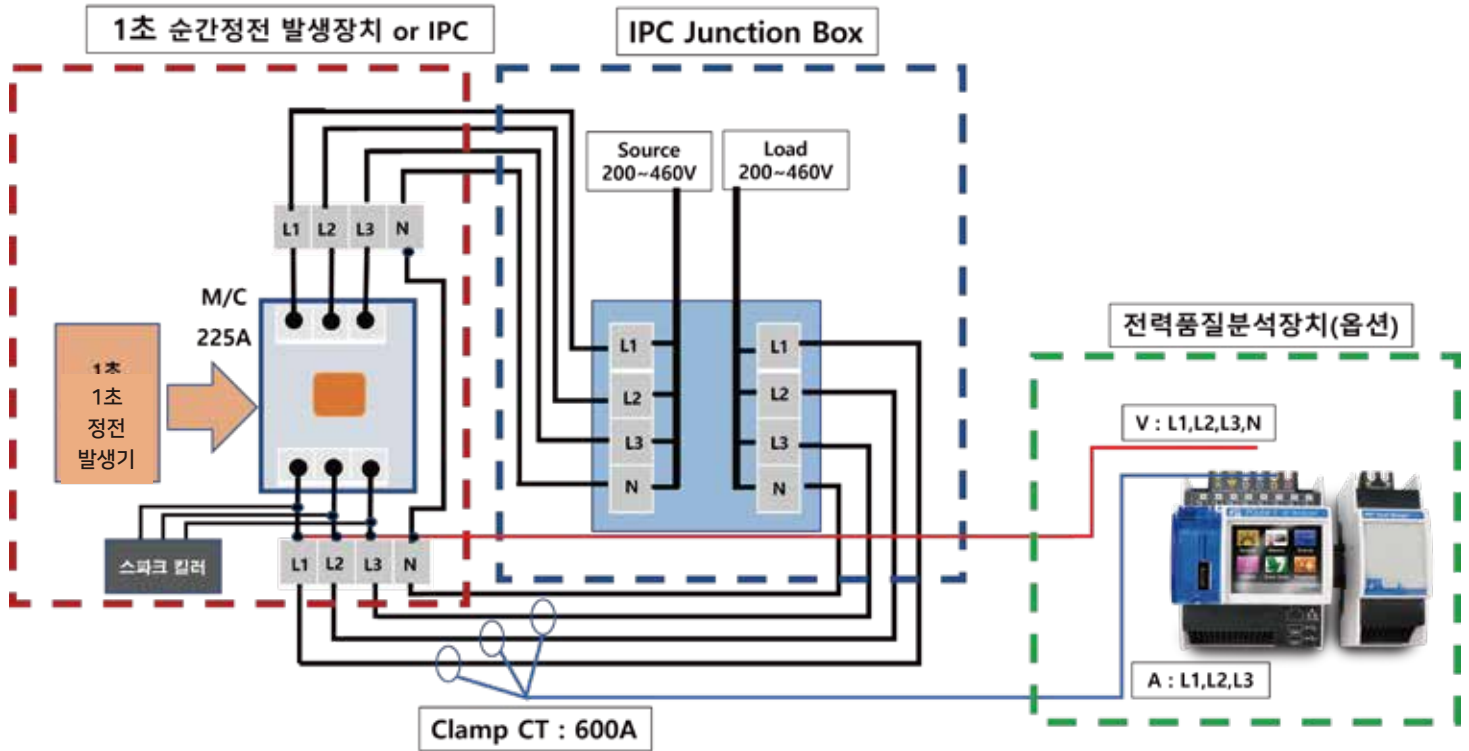 1초 순간정전 발생장치 or IPC
IPC Junction Box
Source
200~460V
Load
200~460V
L1
L2
L3
N
M/C
225A
1초
1초
정전
발생기
스파크 킬러
L1
L2
L3
N
L1
L2
L3
N
L1
L2
L3
N
전력품질분석장치(옵션)
V : L1,L2,L3,N
A : L1,L2,L3
Clamp CT : 600A